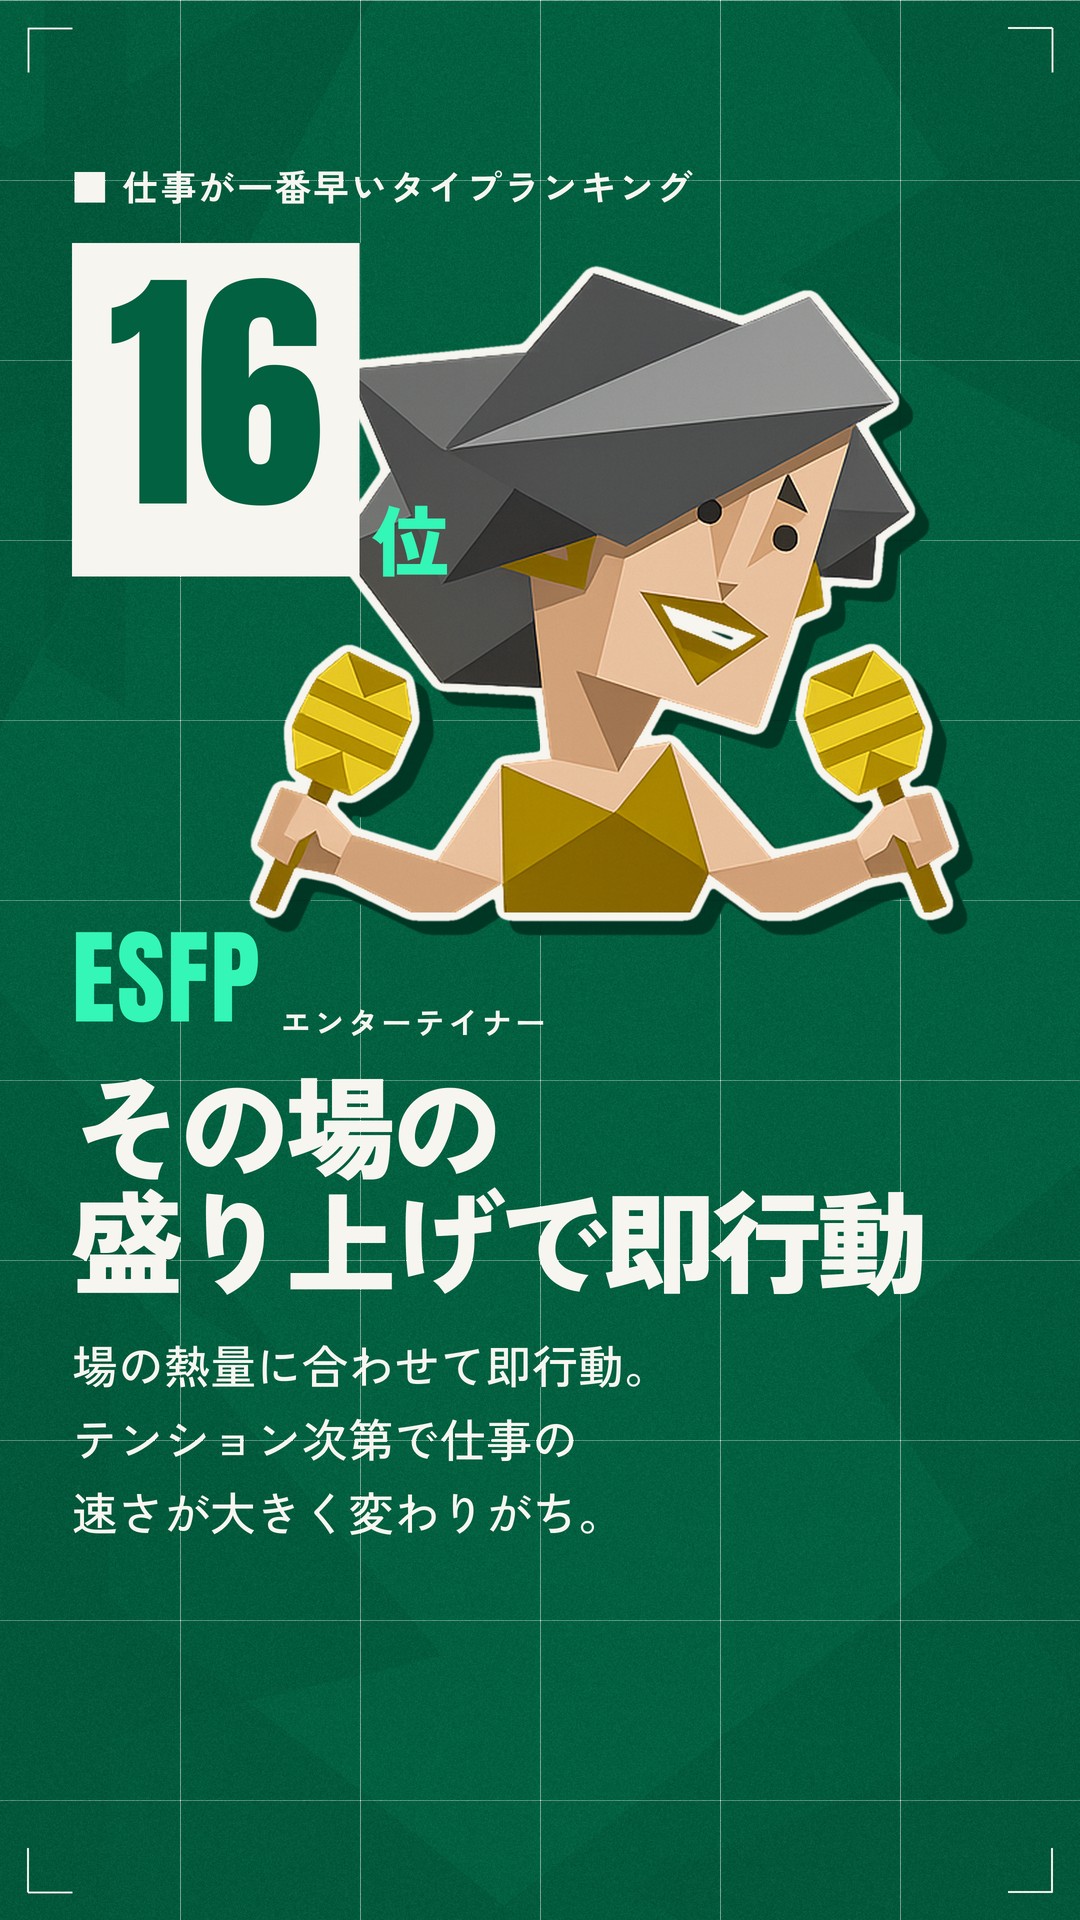 ■ 仕事が一番早いタイプランキング
16
位
ESFP
エンターテイナー
その場の
盛り上げで即行動
場の熱量に合わせて即行動。
テンション次第で仕事の
速さが大きく変わりがち。